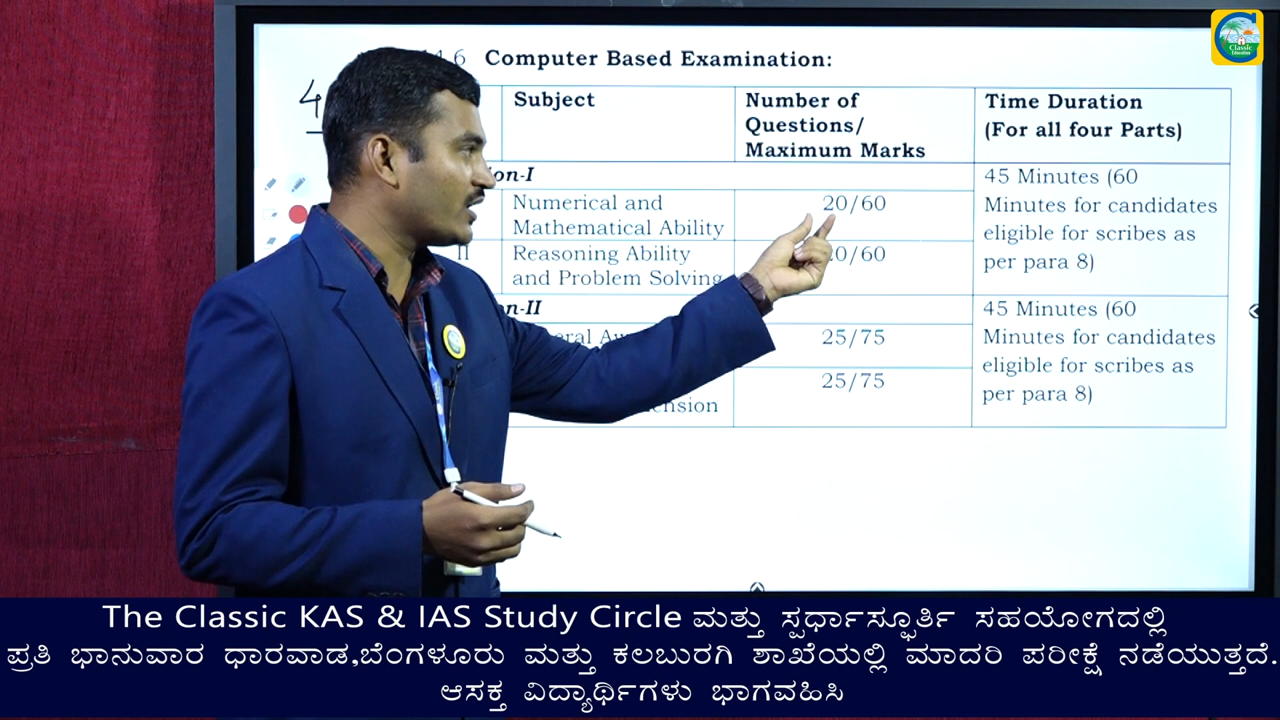 Computer Based Examination:
4
Subject
Number of
Questions/
Maximum Marks
Time Duration
(For all four Parts)
Numerical and
Mathematical Ability
20/60
45 Minutes (60
Minutes for candidates
eligible for scribes as
per para 8)
II
Reasoning Ability
and Problem Solving
25/75
25/75
45 Minutes (60
Minutes for candidates
eligible for scribes as
per para 8)
Classic
Education
The Classic KAS & IAS Study Circle ಮತ್ತು ಸ್ಪರ್ಧಾಸ್ಫೂರ್ತಿ ಸಹಯೋಗದಲ್ಲಿ
ಪ್ರತಿ ಭಾನುವಾರ ಧಾರವಾಡ,ಬೆಂಗಳೂರು ಮತ್ತು ಕಲಬುರಗಿ ಶಾಖೆಯಲ್ಲಿ ಮಾದರಿ ಪರೀಕ್ಷೆ ನಡೆಯುತ್ತದೆ.
ಆಸಕ್ತ ವಿದ್ಯಾರ್ಥಿಗಳು ಭಾಗವಹಿಸಿ